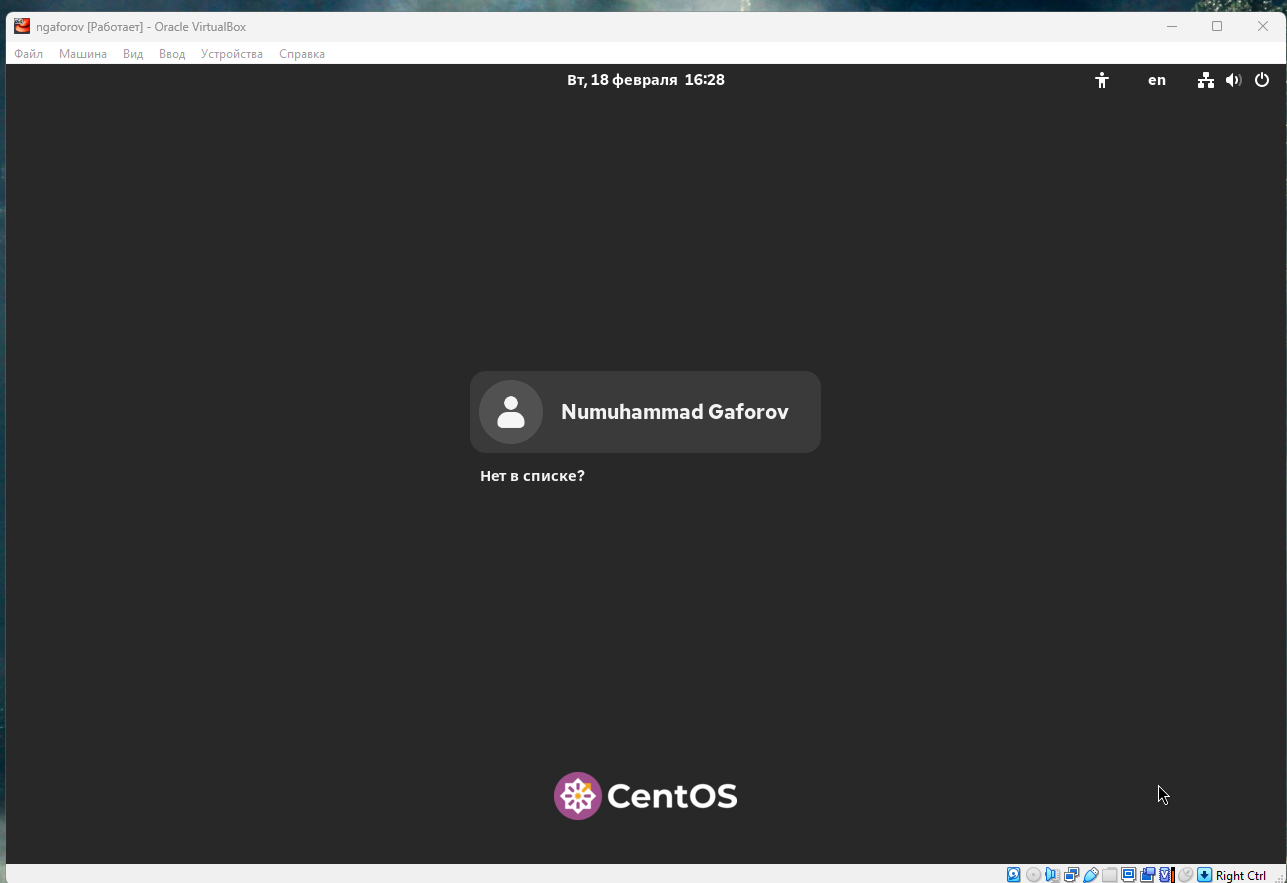 ngaforov [Работает] - Oracle VirtualBox
Файл Машина Вид Ввод Устройства Справка
Вт, 18 февраля 16:28 en
Numuhammad Gaforov
Нет в списке?
CentOS
Right Ctrl